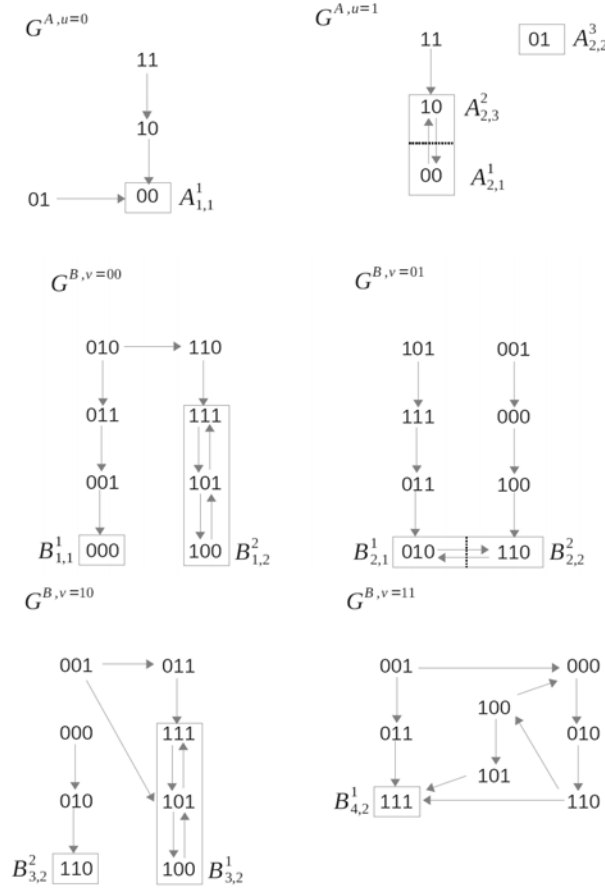 G^{A,u=0}
11
10
01 00 A^1_{1,1}
G^{A,u=1}
11 01 A^3_{2,2}
10 A^2_{2,3}
00 A^1_{2,1}
G^{B,v=00}
010 110
011 111
001 101
B^1_{1,1} 000 100 B^2_{1,2}
G^{B,v=01}
101 001
111 000
011 100
B^1_{2,1} 010 110 B^2_{2,2}
G^{B,v=10}
001 011
000 111
010 101
B^2_{3,2} 110 100 B^1_{3,2}
G^{B,v=11}
001 000
100
011 010
101
B^1_{4,2} 111 110